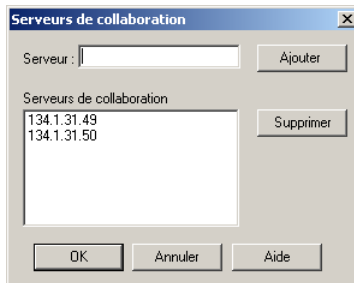 Serveurs de collaboration
Serveur : Ajouter
Serveurs de collaboration
134.1.31.49
134.1.31.50
Supprimer
OK Annuler Aide